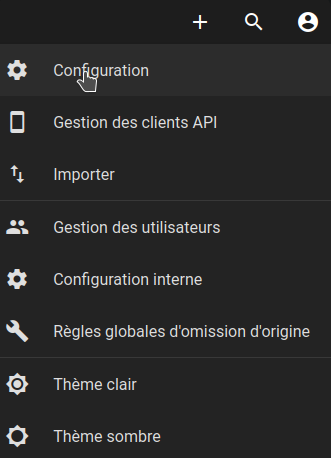 Configuration
Gestion des clients API
Importer
Gestion des utilisateurs
Configuration interne
Règles globales d'omission d'origine
Thème clair
Thème sombre